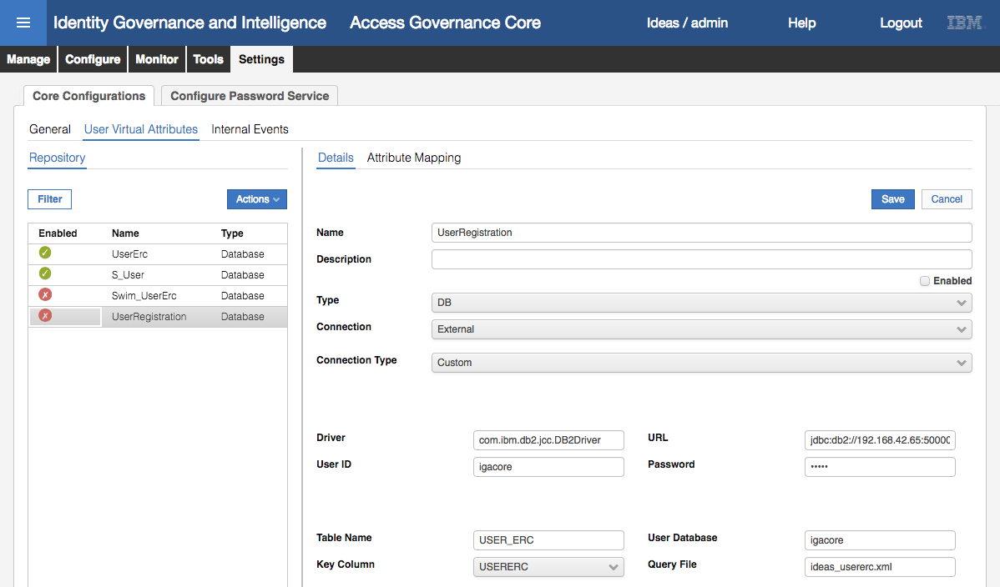 Identity Governance and Intelligence Access Governance Core Ideas / admin Help Logout IBM
Manage Configure Monitor Tools Settings
Core Configurations Configure Password Service
General User Virtual Attributes Internal Events
Repository
Filter Actions
Enabled Name Type
UserErc Database
S_User Database
Swim_UserErc Database
UserRegistration Database
Details Attribute Mapping
Save Cancel
Name UserRegistration
Description
Enabled
Type DB
Connection External
Connection Type Custom
Driver com.ibm.db2.jcc.DB2Driver URL jdbc:db2://192.168.42.65:50000
User ID igacore Password •••••
Table Name USER_ERC User Database igacore
Key Column USERERC Query File ideas_usererc.xml